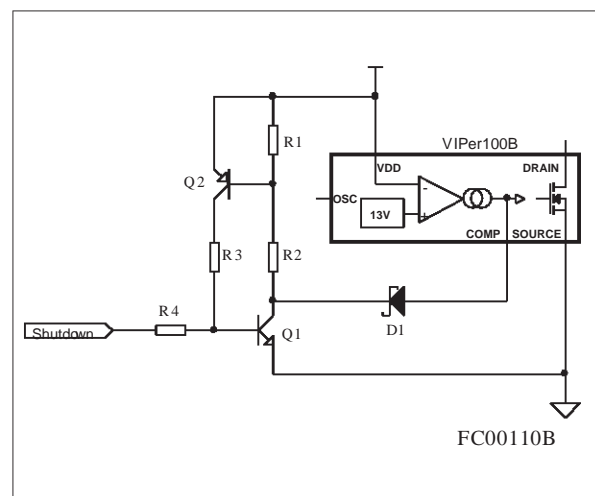 VIPer100B
R1
VDD
DRAIN
Q2
-
OSC
13V
+
COMP
SOURCE
R3
R2
R4
D1
Shutdown
Q1
FC00110B